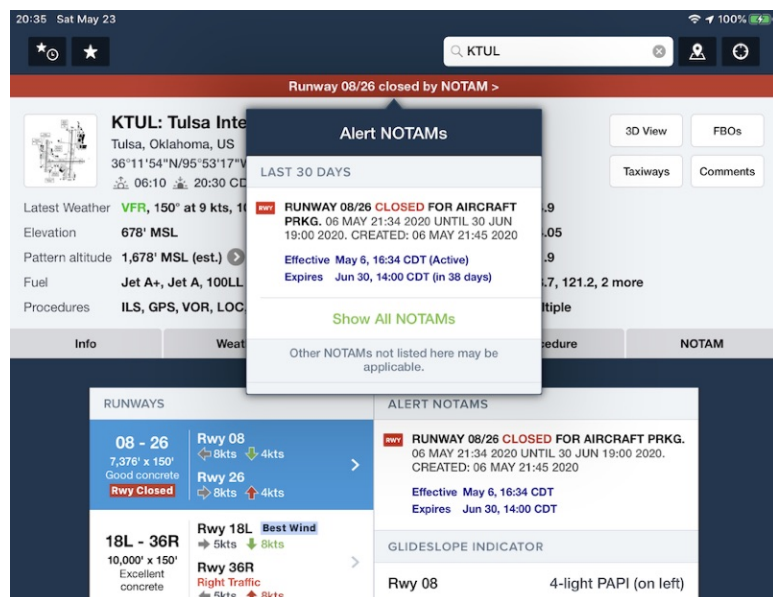 20:35 Sat May 23
100%
KTUL
Runway 08/26 closed by NOTAM >
KTUL: Tulsa Inte
Tulsa, Oklahoma, US
36°11'54"N/95°53'17"W
06:10 20:30 CD
3D View
FBOs
Taxiways
Comments
Alert NOTAMs
LAST 30 DAYS
RWY RUNWAY 08/26 CLOSED FOR AIRCRAFT
PRKG. 06 MAY 21:34 2020 UNTIL 30 JUN
19:00 2020. CREATED: 06 MAY 21:45 2020
Effective May 6, 16:34 CDT (Active)
Expires Jun 30, 14:00 CDT (in 38 days)
Show All NOTAMs
Other NOTAMs not listed here may be
applicable.
Latest Weather VFR, 150° at 9 kts, 10
.9
Elevation 678' MSL
.05
Pattern altitude 1,678' MSL (est.)
.9
Fuel Jet A+, Jet A, 100LL
.7, 121.2, 2 more
Procedures ILS, GPS, VOR, LOC,
ltiple
Info
Weat
cedure
NOTAM
RUNWAYS
08 - 26
7,376' x 150'
Good concrete
Rwy Closed
Rwy 08
8kts 4kts
Rwy 26
8kts 4kts
18L - 36R
10,000' x 150'
Excellent
concrete
Rwy 18L Best Wind
5kts 8kts
Rwy 36R
Right Traffic
5kts 8kts
ALERT NOTAMS
RWY RUNWAY 08/26 CLOSED FOR AIRCRAFT PRKG.
06 MAY 21:34 2020 UNTIL 30 JUN 19:00 2020.
CREATED: 06 MAY 21:45 2020
Effective May 6, 16:34 CDT
Expires Jun 30, 14:00 CDT
GLIDESLOPE INDICATOR
Rwy 08 4-light PAPI (on left)